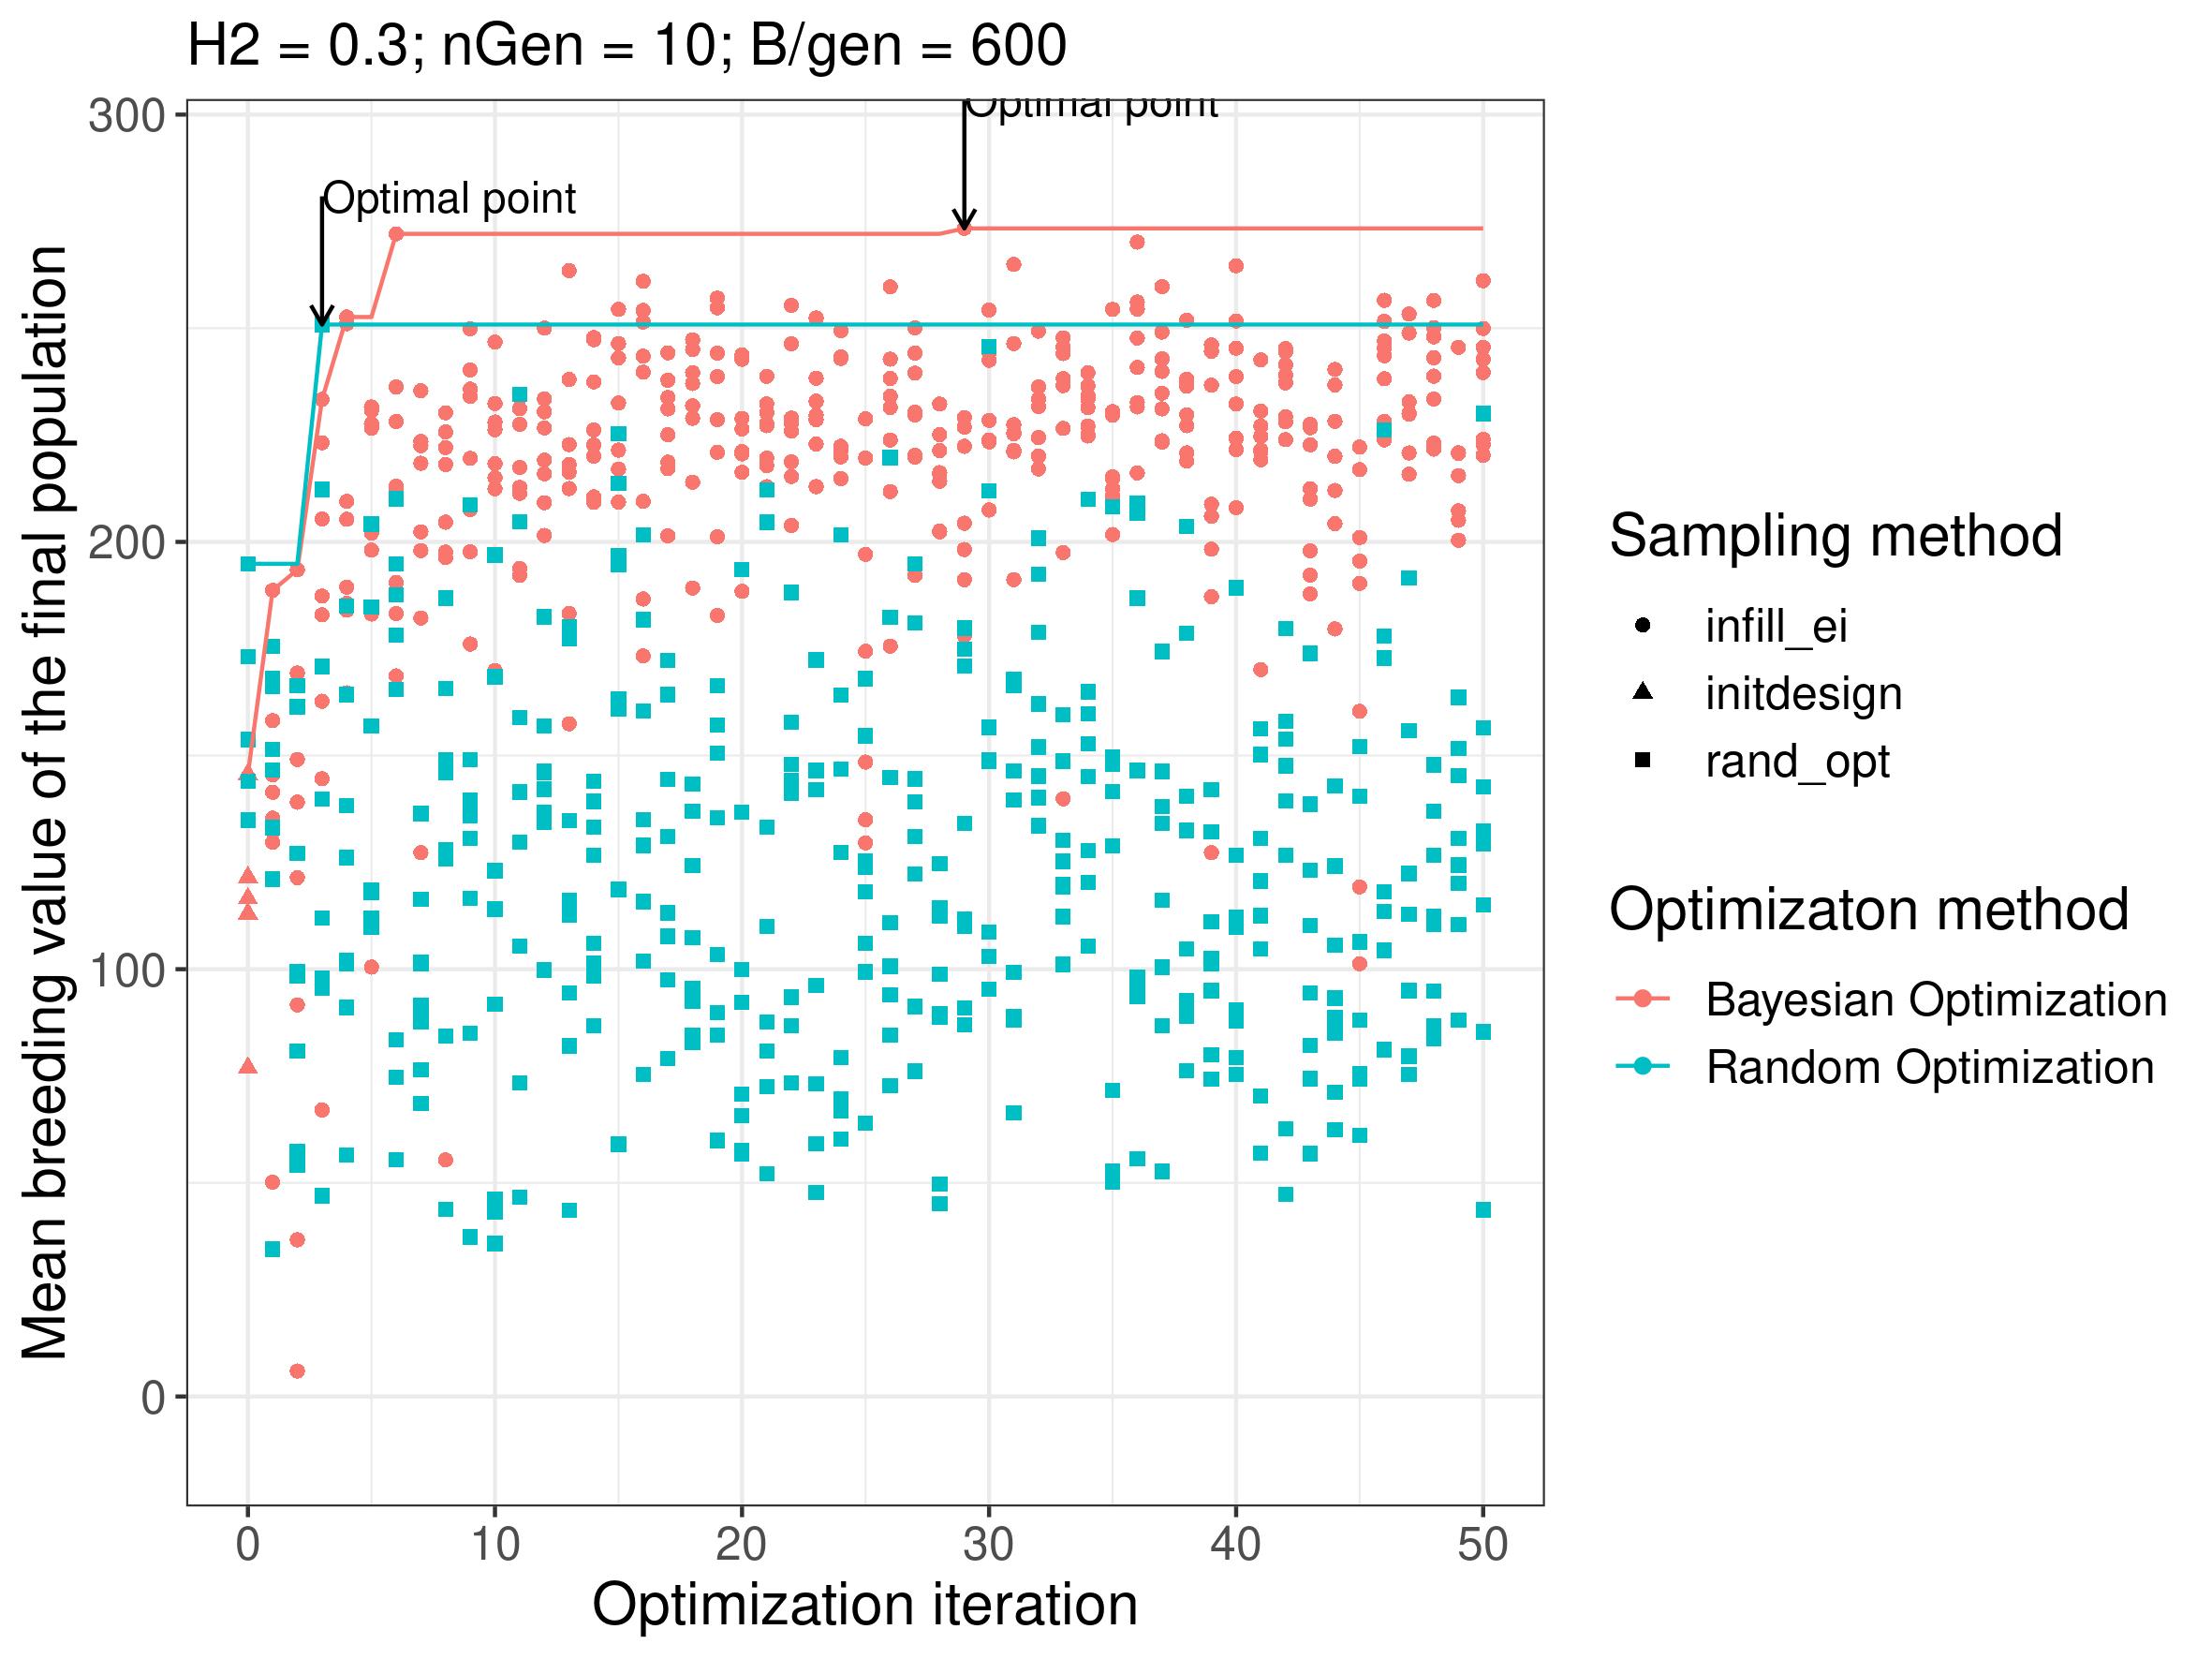 H2 = 0.3; nGen = 10; B/gen = 600
Mean breeding value of the final population
300
200
100
0
Optimal point
Optimal point
0 10 20 30 40 50
Optimization iteration
Sampling method
infill_ei
initdesign
rand_opt
Optimizaton method
Bayesian Optimization
Random Optimization